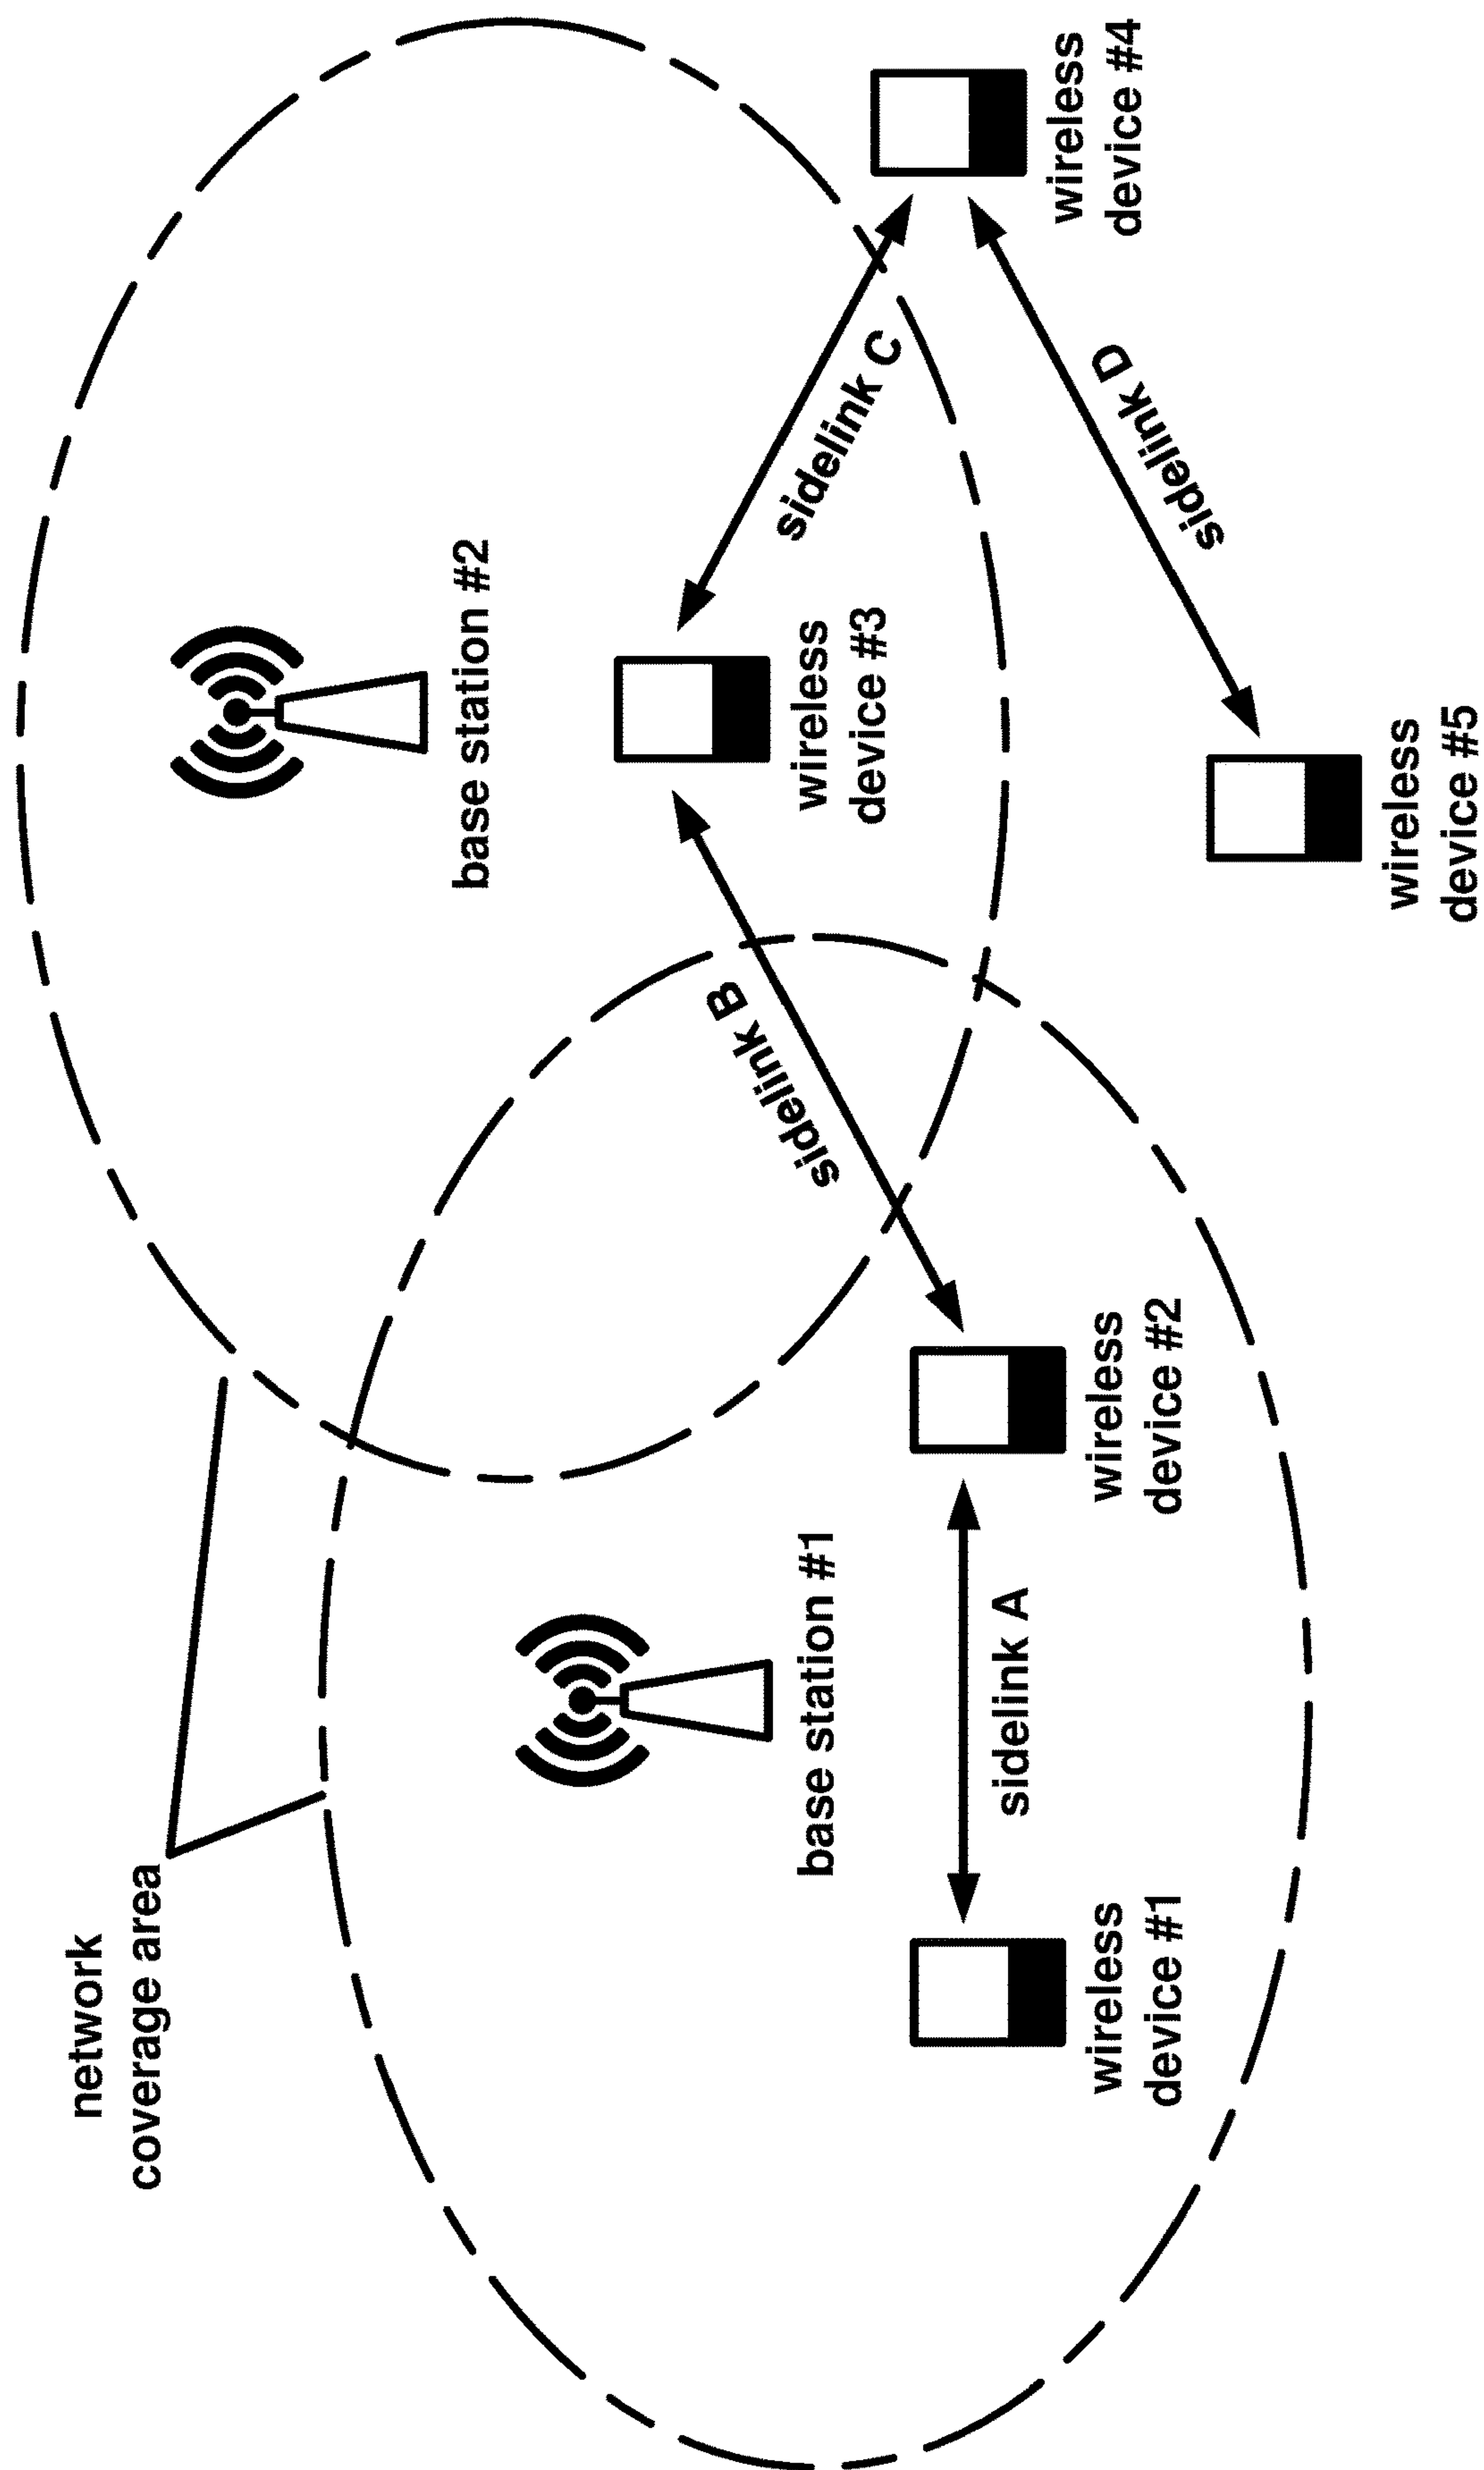 network
coverage area
base station #2
base station #1
wireless
device #3
wireless
device #4
sidelink C
sidelink B
sidelink A
sidelink D
wireless
device #1
wireless
device #2
wireless
device #5